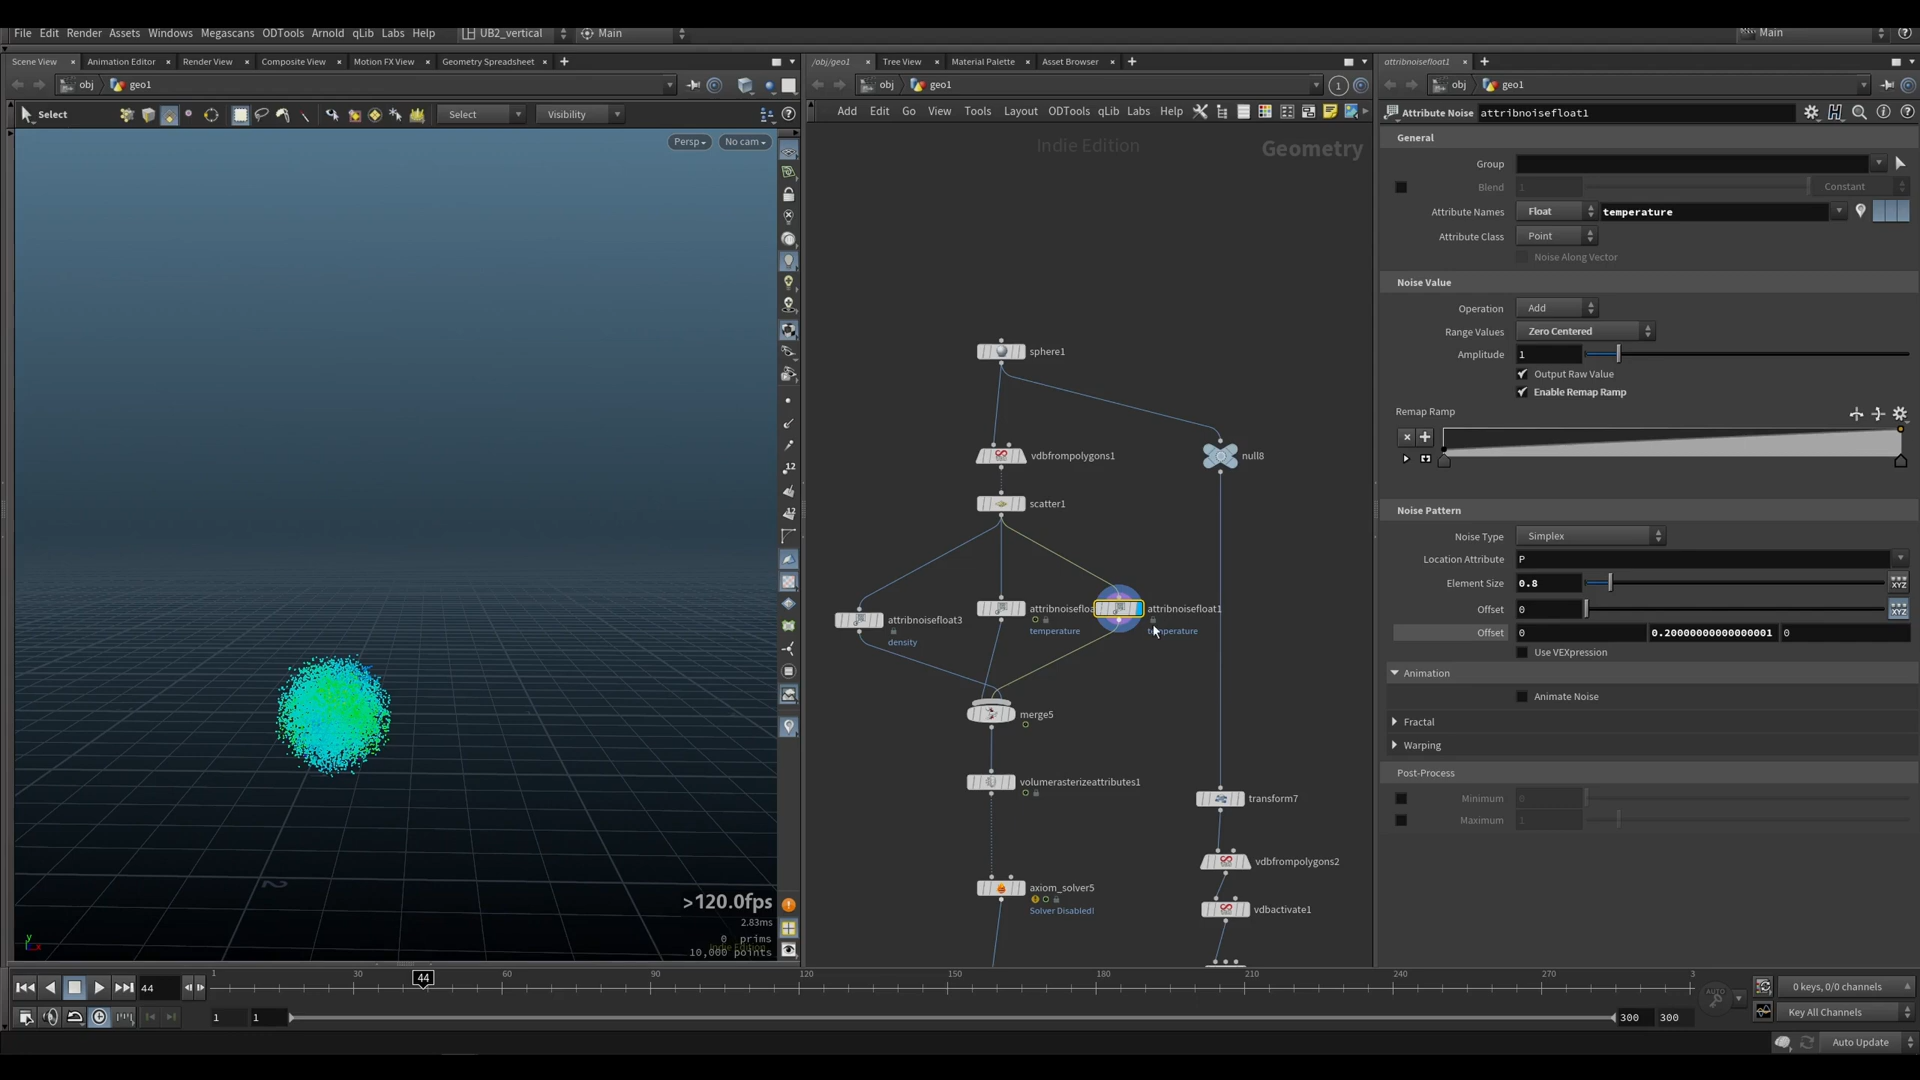 File Edit Render Assets Windows Megascans ODTools Arnold qLib Labs Help UB2_vertical Main Main
Scene View Animation Editor Render View Composite View Motion FX View Geometry Spreadsheet
obj geo1
Select Select Visibility
Persp No cam
>120.0fps
2.83ms
0 prims
Indie Edition
10,000 points
/obj/geo1 Tree View Material Palette Asset Browser
obj geo1 1
Add Edit Go View Tools Layout ODTools qLib Labs Help
Indie Edition Geometry
sphere1
vdbfrompolygons1
null8
scatter1
attribnoisefloat3
density
attribnoisefloa
temperature
attribnoisefloat1
temperature
merge5
volumerasterizeattributes1
transform7
vdbfrompolygons2
axiom_solver5
Solver Disabled!
vdbactivate1
attribnoisefloat1
obj geo1
Attribute Noise attribnoisefloat1
General
Group
Blend 1 Constant
Attribute Names Float temperature
Attribute Class Point
Noise Along Vector
Noise Value
Operation Add
Range Values Zero Centered
Amplitude 1
Output Raw Value
Enable Remap Ramp
Remap Ramp
Noise Pattern
Noise Type Simplex
Location Attribute P
Element Size 0.8
Offset 0
Offset 0 0.20000000000000001 0
Use VEXpression
Animation
Animate Noise
Fractal
Warping
Post-Process
Minimum 0
Maximum 1
1 30 44 60 90 120 150 180 210 240 270 3
44
0 keys, 0/0 channels
1 1 300 300
Key All Channels
Auto Update